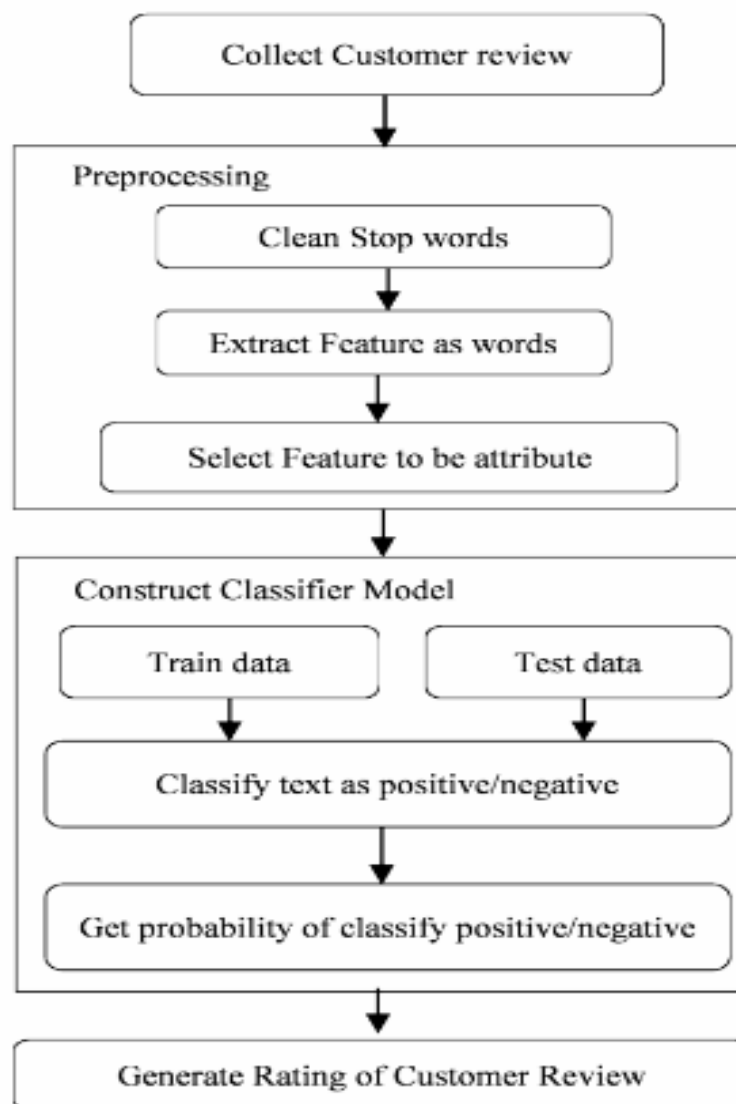 Collect Customer review
Preprocessing
Clean Stop words
Extract Feature as words
Select Feature to be attribute
Construct Classifier Model
Train data
Test data
Classify text as positive/negative
Get probability of classify positive/negative
Generate Rating of Customer Review